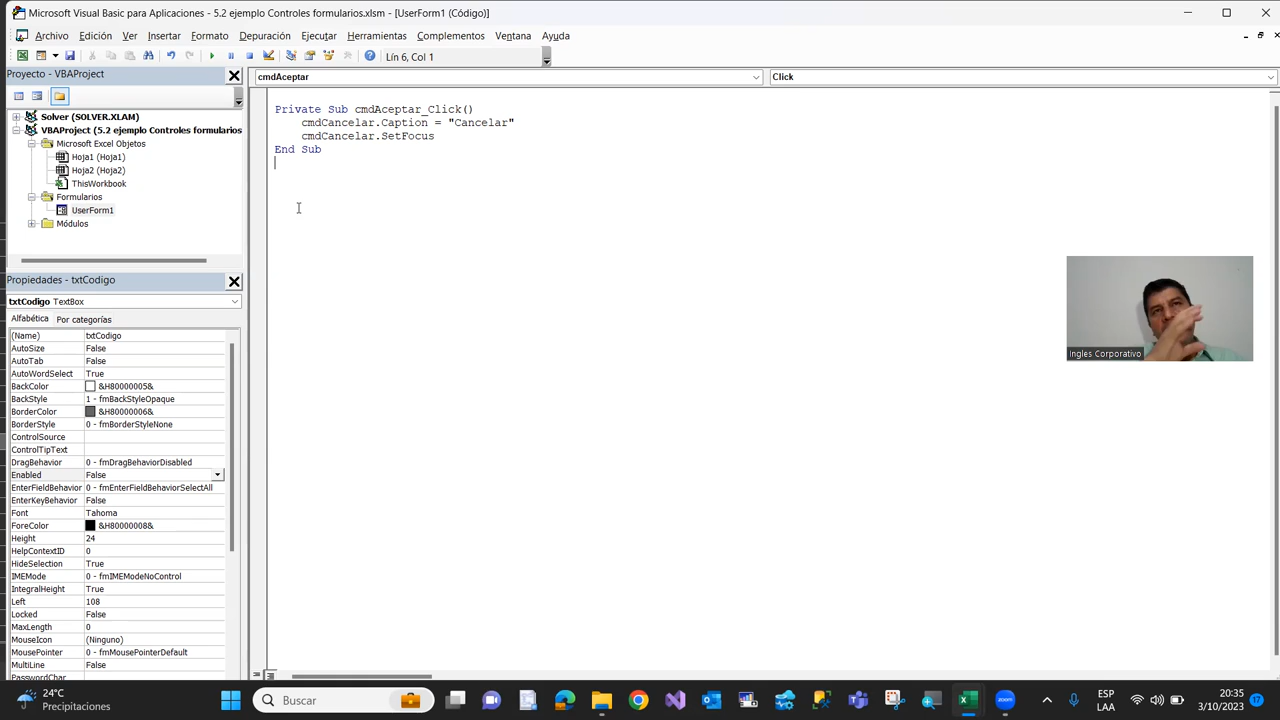 Microsoft Visual Basic para Aplicaciones - 5.2 ejemplo Controles formularios.xlsm - [UserForm1 (Código)]
Archivo Edición Ver Insertar Formato Depuración Ejecutar Herramientas Complementos Ventana Ayuda
Lín 6, Col 1
Proyecto - VBAProject
Solver (SOLVER.XLAM)
VBAProject (5.2 ejemplo Controles formularios
Microsoft Excel Objetos
Hoja1 (Hoja1)
Hoja2 (Hoja2)
ThisWorkbook
Formularios
UserForm1
Módulos
Propiedades - txtCodigo
txtCodigo TextBox
Alfabética Por categorías
(Name) txtCodigo
AutoSize False
AutoTab False
AutoWordSelect True
BackColor &H80000005&
BackStyle 1 - fmBackStyleOpaque
BorderColor &H80000006&
BorderStyle 0 - fmBorderStyleNone
ControlSource
ControlTipText
DragBehavior 0 - fmDragBehaviorDisabled
Enabled False
EnterFieldBehavior 0 - fmEnterFieldBehaviorSelectAll
EnterKeyBehavior False
Font Tahoma
ForeColor &H80000008&
Height 24
HelpContextID 0
HideSelection True
IMEMode 0 - fmIMEModeNoControl
IntegralHeight True
Left 108
Locked False
MaxLength 0
MouseIcon (Ninguno)
MousePointer 0 - fmMousePointerDefault
MultiLine False
PasswordChar
cmdAceptar Click
Private Sub cmdAceptar_Click()
cmdCancelar.Caption = "Cancelar"
cmdCancelar.SetFocus
End Sub
Ingles Corporativo
24°C
Precipitaciones
Buscar
ESP
LAA
20:35
3/10/2023